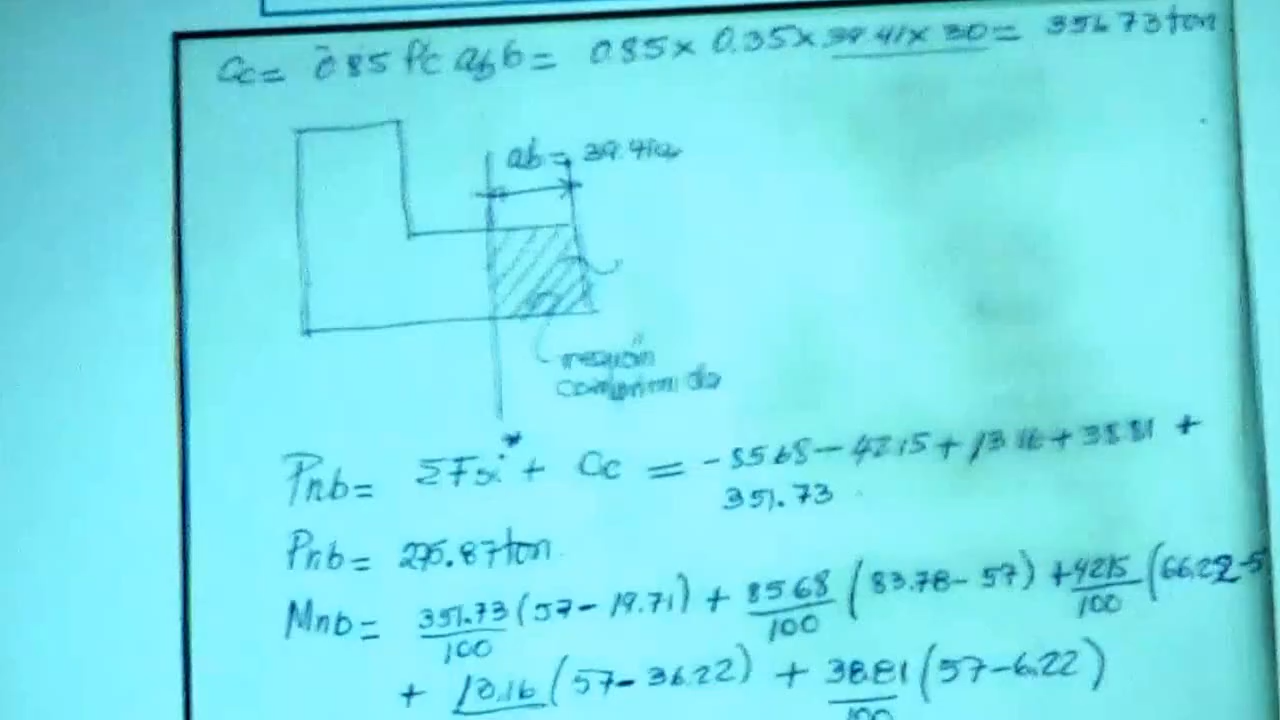 Cc = 0.85 f'c ab b = 0.85 x 0.35 x 39.41 x 30 = 351.73 ton
ab = 39.41cm
región
comprimida
Pnb = ΣFsi* + Cc = -85.68 - 42.15 + 13.16 + 38.81 +
351.73
Pnb = 275.87 ton
Mnb = 351.73/100 (57 - 19.71) + 85.68/100 (83.78 - 57) + 42.15/100 (66.22 - 5
+ 13.16 (57 - 36.22) + 38.81/100 (57 - 6.22)